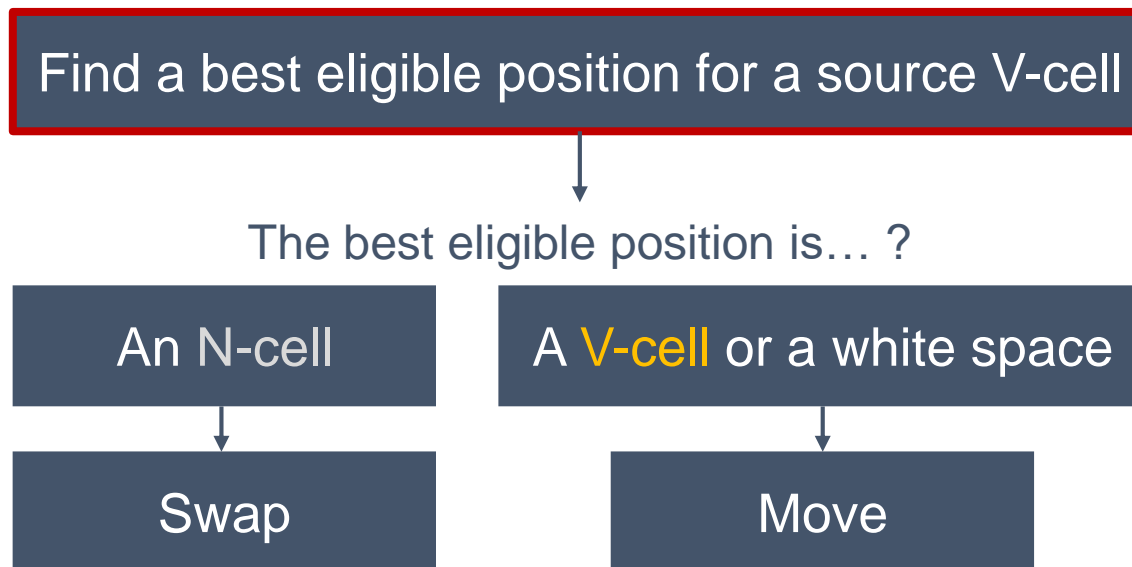 Find a best eligible position for a source V-cell
The best eligible position is… ?
An N-cell
A V-cell or a white space
Swap
Move